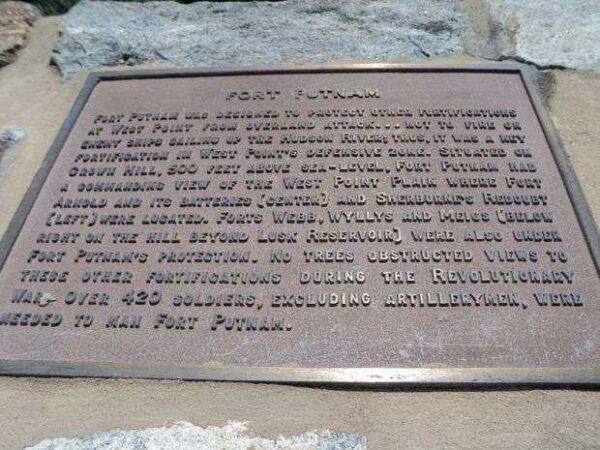 FORT PUTNAM
FORT PUTNAM WAS DESIGNED TO PROTECT OTHER FORTIFICATIONS
AT WEST POINT FROM OVERLAND ATTACK... NOT TO FIRE ON
ENEMY SHIPS SAILING UP THE HUDSON RIVER; THUS, IT WAS A KEY
FORTIFICATION IN WEST POINT'S DEFENSIVE ZONE. SITUATED ON
CROWN HILL, 500 FEET ABOVE SEA-LEVEL, FORT PUTNAM HAD
A COMMANDING VIEW OF THE WEST POINT PLAIN WHERE FORT
ARNOLD AND ITS BATTERIES (CENTER) AND SHERBURNE'S REDOUBT
(LEFT) WERE LOCATED. FORTS WEBB, WYLLYS AND MEIGS (BELOW
RIGHT ON THE HILL BEYOND LUSK RESERVOIR) WERE ALSO UNDER
FORT PUTNAM'S PROTECTION. NO TREES OBSTRUCTED VIEWS TO
THESE OTHER FORTIFICATIONS DURING THE REVOLUTIONARY
WAR. OVER 420 SOLDIERS, EXCLUDING ARTILLERYMEN, WERE
NEEDED TO MAN FORT PUTNAM.